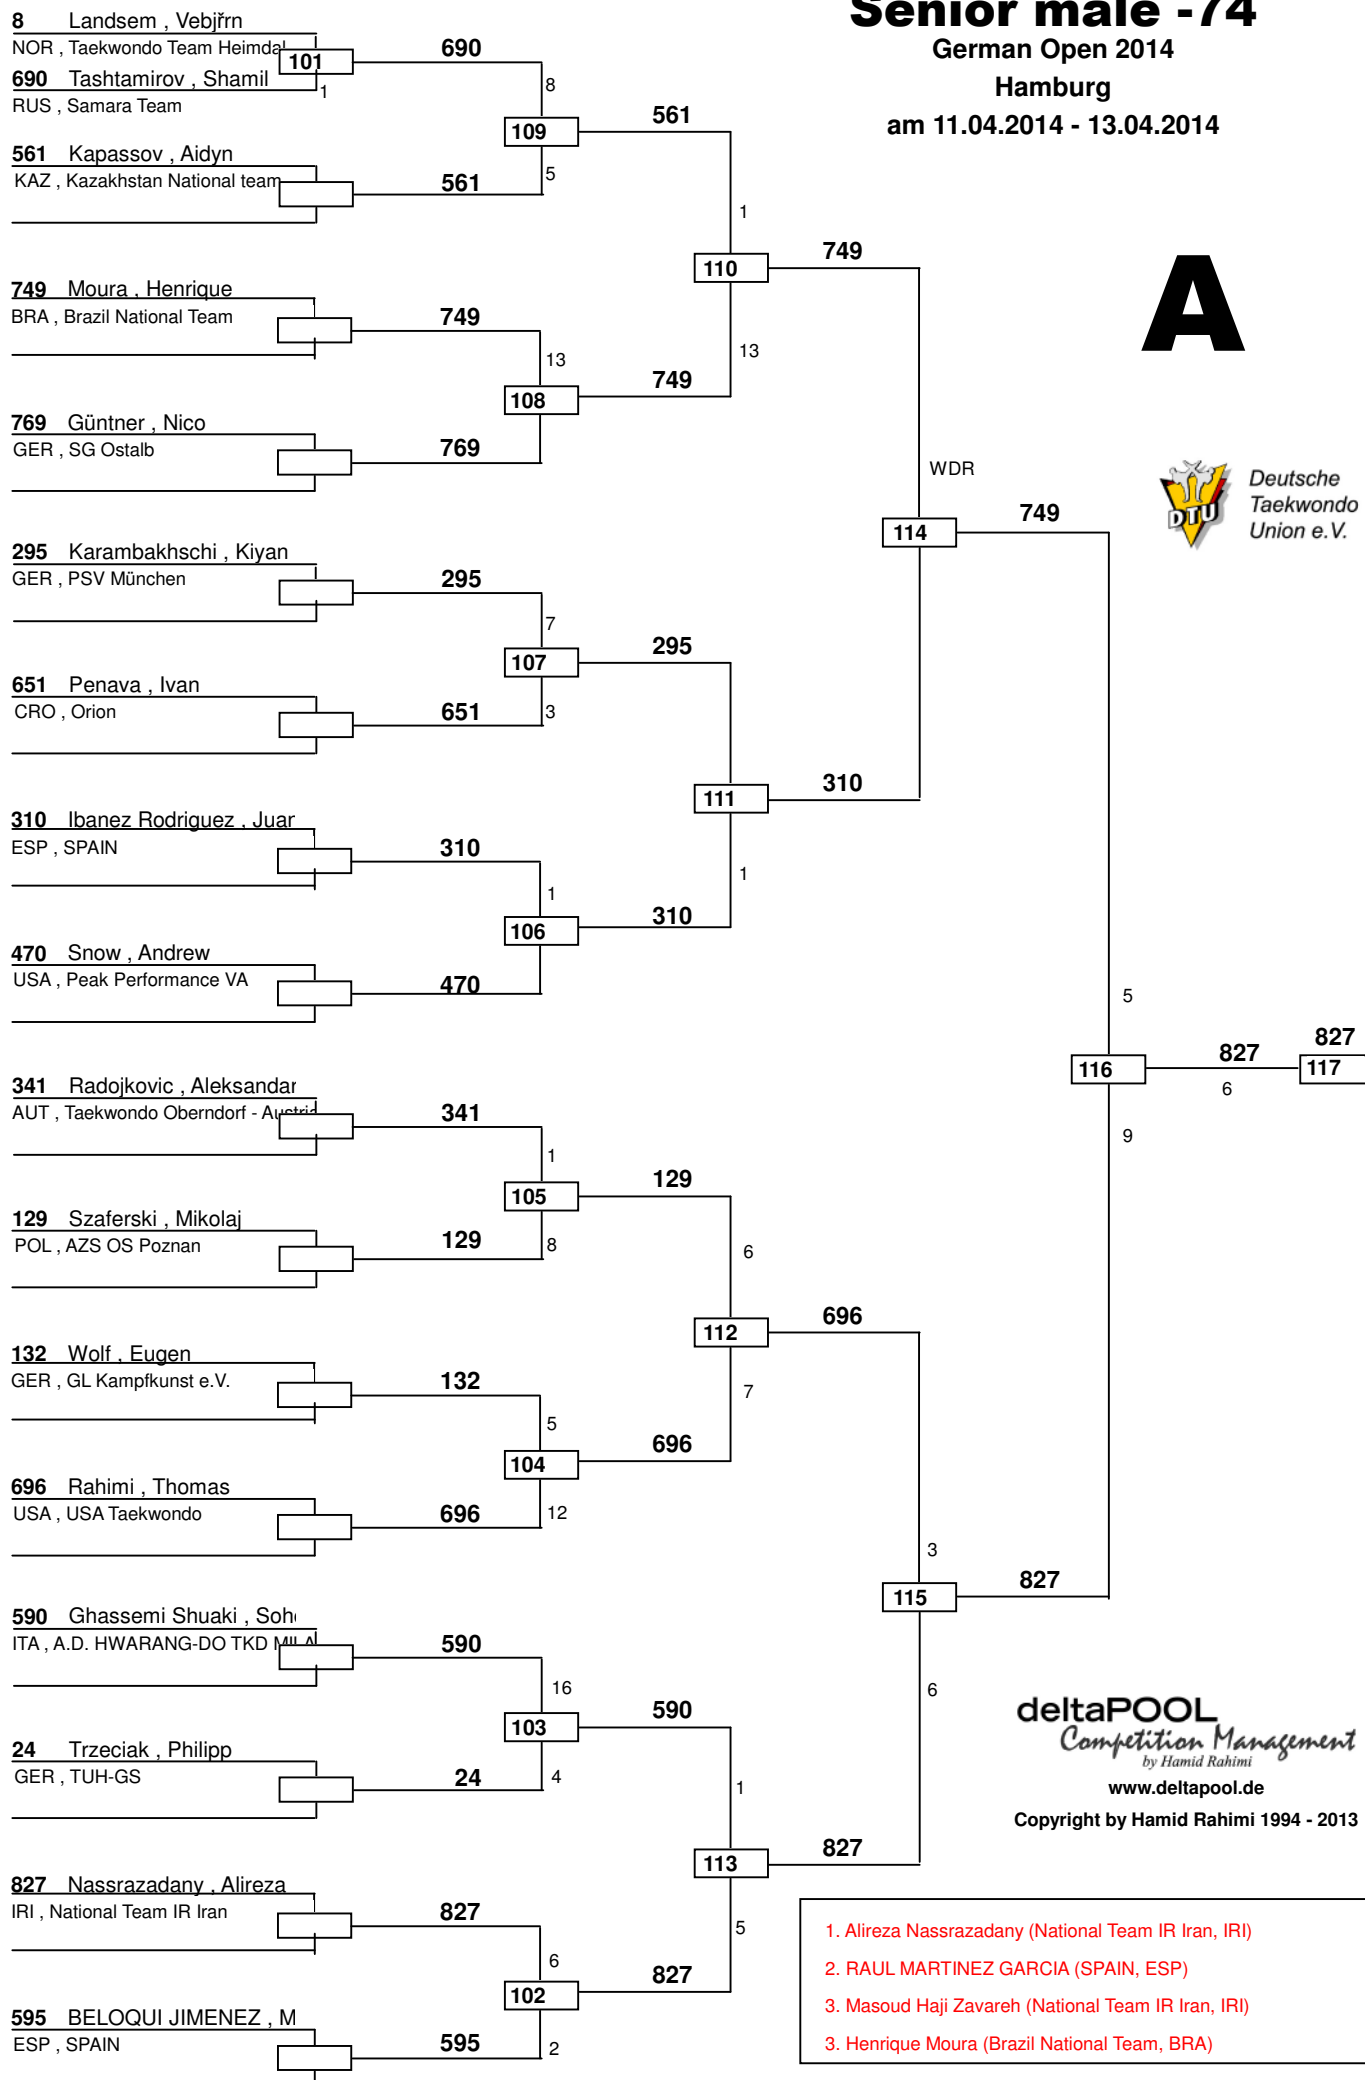 Senior male -74
German Open 2014
Hamburg
am 11.04.2014 - 13.04.2014
A
Deutsche
Taekwondo
Union e.V.
DTU
8 Landsem , Vebjřrn
NOR , Taekwondo Team Heimdal
101
690
690 Tashtamirov , Shamil
1
RUS , Samara Team
8
109
561
561 Kapassov , Aidyn
KAZ , Kazakhstan National team
561
5
1
110
749
749 Moura , Henrique
BRA , Brazil National Team
749
13
13
108
749
769 Güntner , Nico
GER , SG Ostalb
769
WDR
114
749
295 Karambakhschi , Kiyan
GER , PSV München
295
7
107
295
651 Penava , Ivan
CRO , Orion
651
3
111
310
310 Ibanez Rodriguez , Juan
ESP , SPAIN
310
1
1
106
310
470 Snow , Andrew
USA , Peak Performance VA
470
5
116
827
6
827
117
9
341 Radojkovic , Aleksandar
AUT , Taekwondo Oberndorf - Austria
341
1
105
129
129 Szaferski , Mikolaj
POL , AZS OS Poznan
129
8
6
112
696
132 Wolf , Eugen
GER , GL Kampfkunst e.V.
132
7
5
104
696
696 Rahimi , Thomas
USA , USA Taekwondo
696
12
3
115
827
6
590 Ghassemi Shuaki , Soh
ITA , A.D. HWARANG-DO TKD MILA
590
16
103
590
24 Trzeciak , Philipp
GER , TUH-GS
24
4
1
113
827
827 Nassrazadany , Alireza
IRI , National Team IR Iran
827
5
6
102
827
595 BELOQUI JIMENEZ , M
ESP , SPAIN
595
2
deltaPOOL
Competition Management
by Hamid Rahimi
www.deltapool.de
Copyright by Hamid Rahimi 1994 - 2013
1. Alireza Nassrazadany (National Team IR Iran, IRI)
2. RAUL MARTINEZ GARCIA (SPAIN, ESP)
3. Masoud Haji Zavareh (National Team IR Iran, IRI)
3. Henrique Moura (Brazil National Team, BRA)